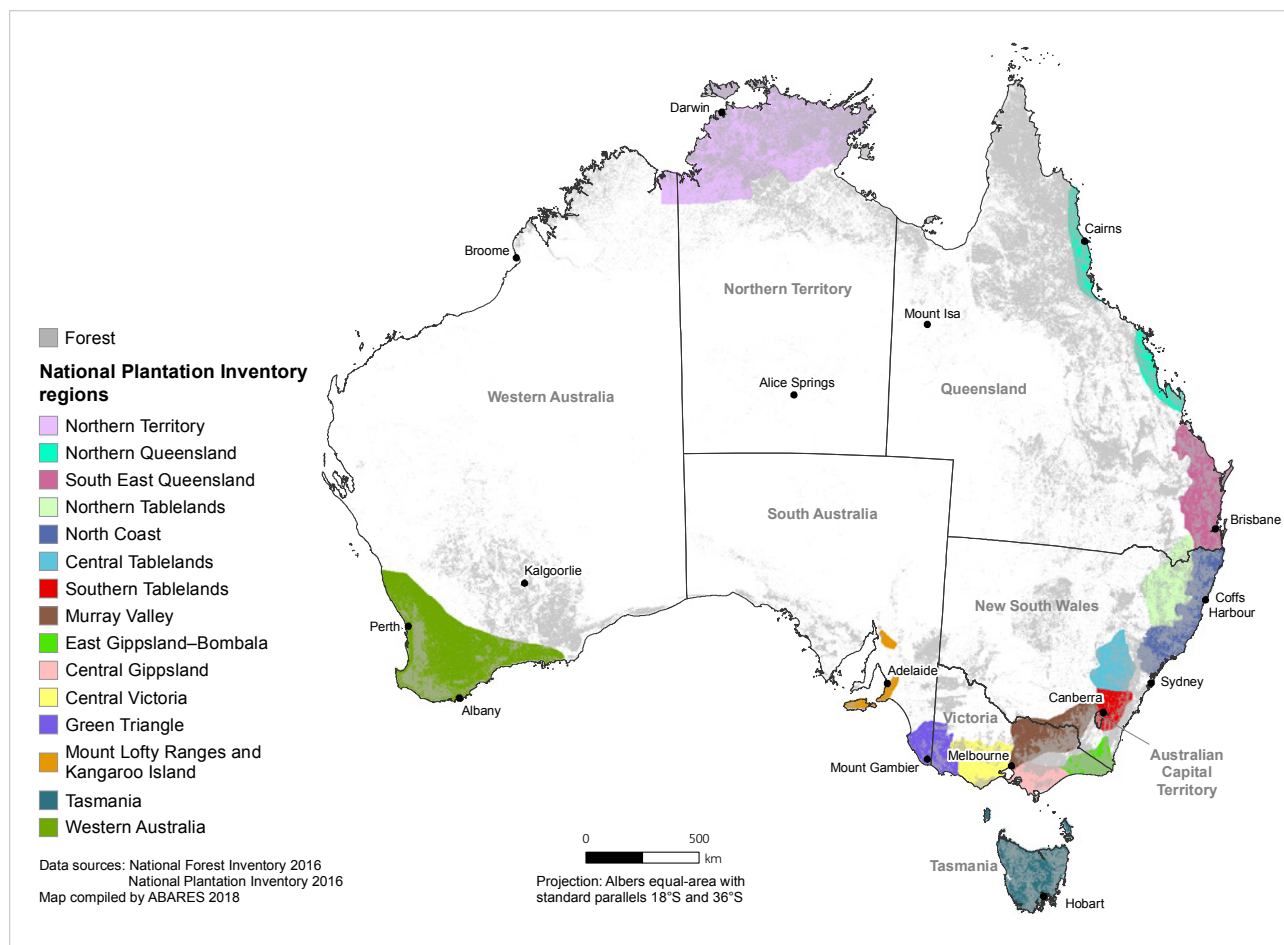 Darwin
Cairns
Broome
Northern Territory
Mount Isa
Forest
National Plantation Inventory
regions
Western Australia
Alice Springs
Queensland
Northern Territory
Northern Queensland
South East Queensland
Northern Tablelands
North Coast
Central Tablelands
Southern Tablelands
Murray Valley
East Gippsland–Bombala
Central Gippsland
Central Victoria
Green Triangle
Mount Lofty Ranges and
Kangaroo Island
Tasmania
Western Australia
South Australia
Brisbane
Kalgoorlie
New South Wales
Coffs
Harbour
Perth
Adelaide
Sydney
Canberra
Albany
Victoria
Melbourne
Mount Gambier
Australian
Capital
Territory
0
500
km
Projection: Albers equal-area with
standard parallels 18°S and 36°S
Tasmania
Hobart
Data sources: National Forest Inventory 2016
National Plantation Inventory 2016
Map compiled by ABARES 2018